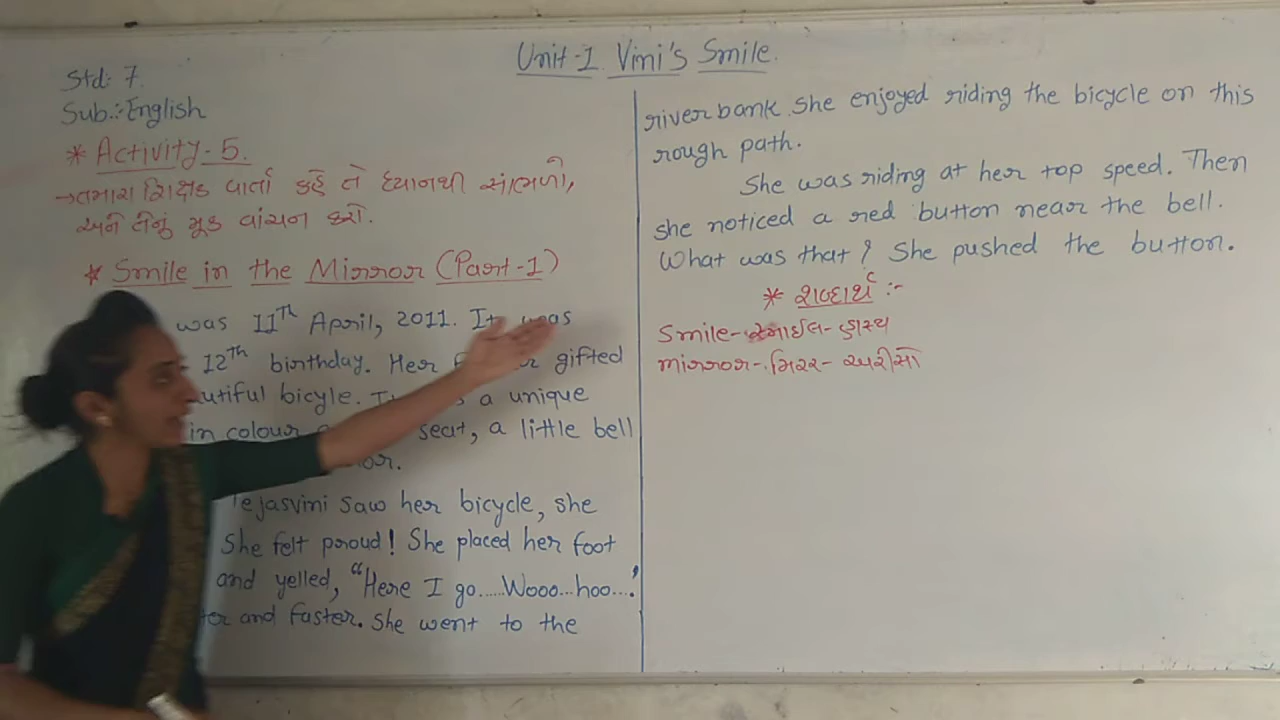 Unit-1 Vini's Smile.
Std: 7.
Sub.:-English
* Activity-5.
→તમારા શિક્ષક વાર્તા કહે તે ધ્યાનથી સાંભળો,
અને તેનું મૂક વાંચન કરો.
* Smile in the Mirror (Part-1)
was 11th April, 2011. It was
12th birthday. Her gifted
utiful bicyle. a unique
in colour seat, a little bell
or.
ejasvini saw her bicycle, she
She felt proud! She placed her foot
and yelled, "Here I go.....Wooo...hoo....'
ter and faster. She went to the
river bank. She enjoyed riding the bicycle on this
rough path.
She was riding at her top speed. Then
she noticed a red button near the bell.
What was that? She pushed the button.
* શબ્દાર્થ :-
Smile-સ્માઈલ-હાસ્ય
mirror-મિરર-અરીસો